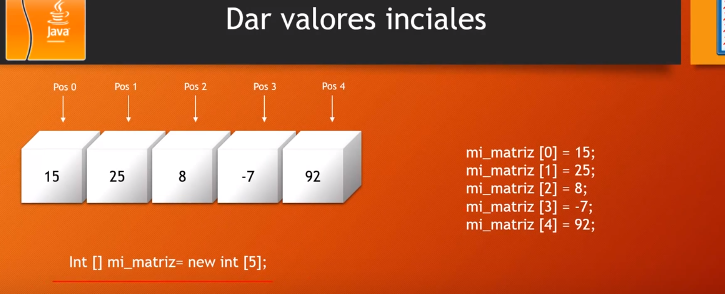 Java
Dar valores inciales
Pos 0 Pos 1 Pos 2 Pos 3 Pos 4
15 25 8 -7 92
mi_matriz [0] = 15;
mi_matriz [1] = 25;
mi_matriz [2] = 8;
mi_matriz [3] = -7;
mi_matriz [4] = 92;
Int [] mi_matriz= new int [5];